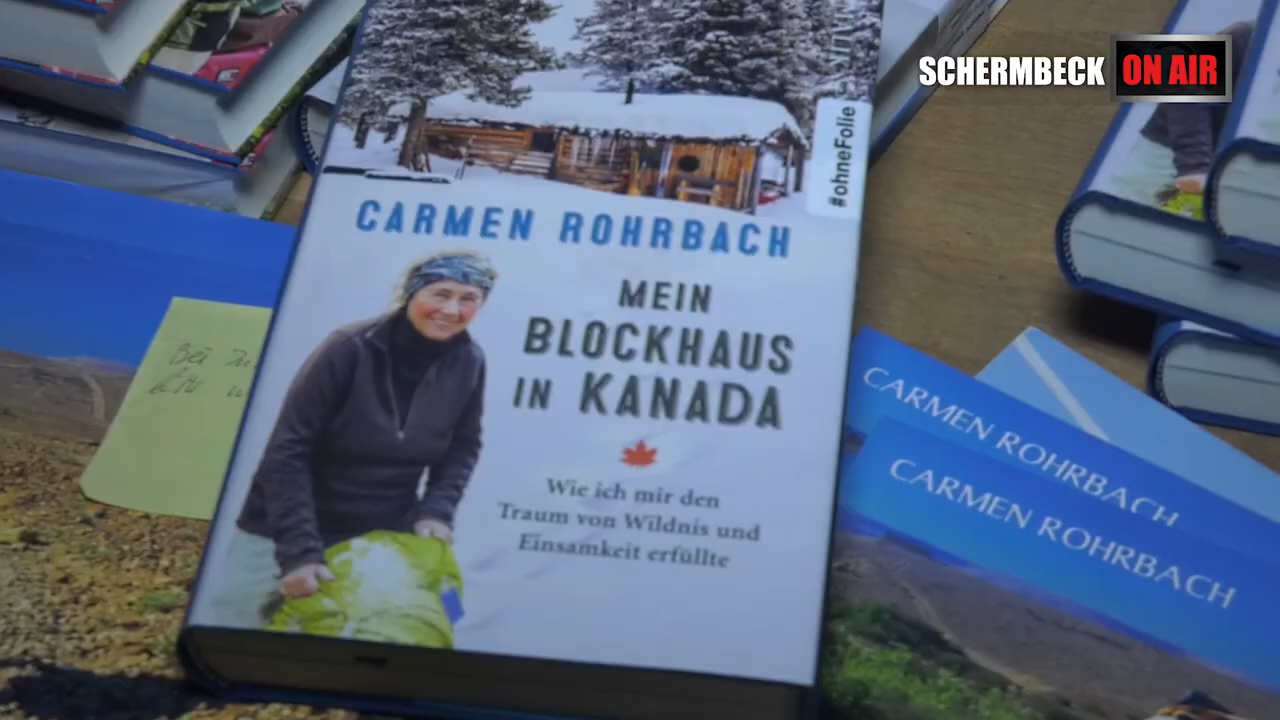 SCHERMBECK ON AIR
#ohneFolie
CARMEN ROHRBACH
MEIN
BLOCKHAUS
IN KANADA
Wie ich mir den
Traum von Wildnis und
Einsamkeit erfüllte
Bei
CARMEN ROHRBACH
CARMEN ROHRBACH